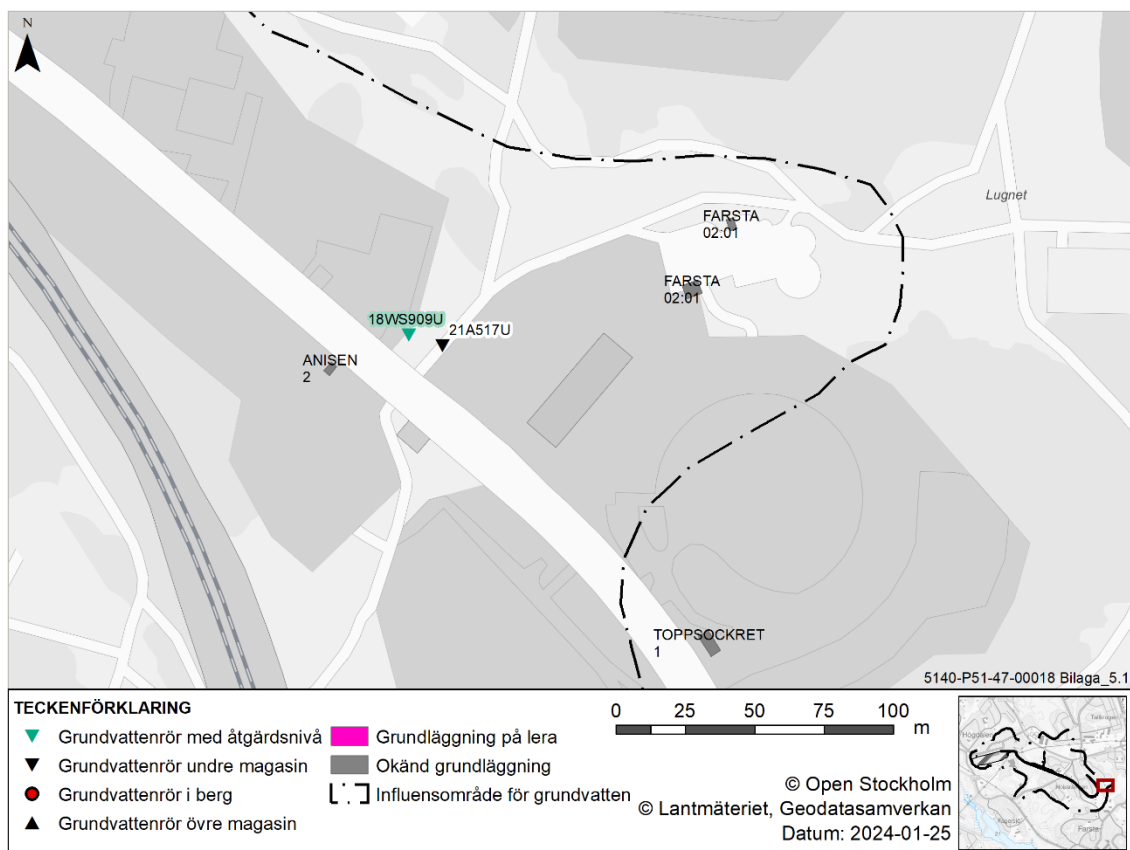 N
Lugnet
FARSTA
02:01
FARSTA
02:01
18WS909U
21A517U
ANISEN
2
TOPPSOCKRET
1
5140-P51-47-00018 Bilaga_5.1
TECKENFÖRKLARING
Grundvattenrör med åtgärdsnivå
Grundvattenrör undre magasin
Grundvattenrör i berg
Grundvattenrör övre magasin
Grundläggning på lera
Okänd grundläggning
Influensområde för grundvatten
0 25 50 75 100
m
© Open Stockholm
© Lantmäteriet, Geodatasamverkan
Datum: 2024-01-25
Farsta